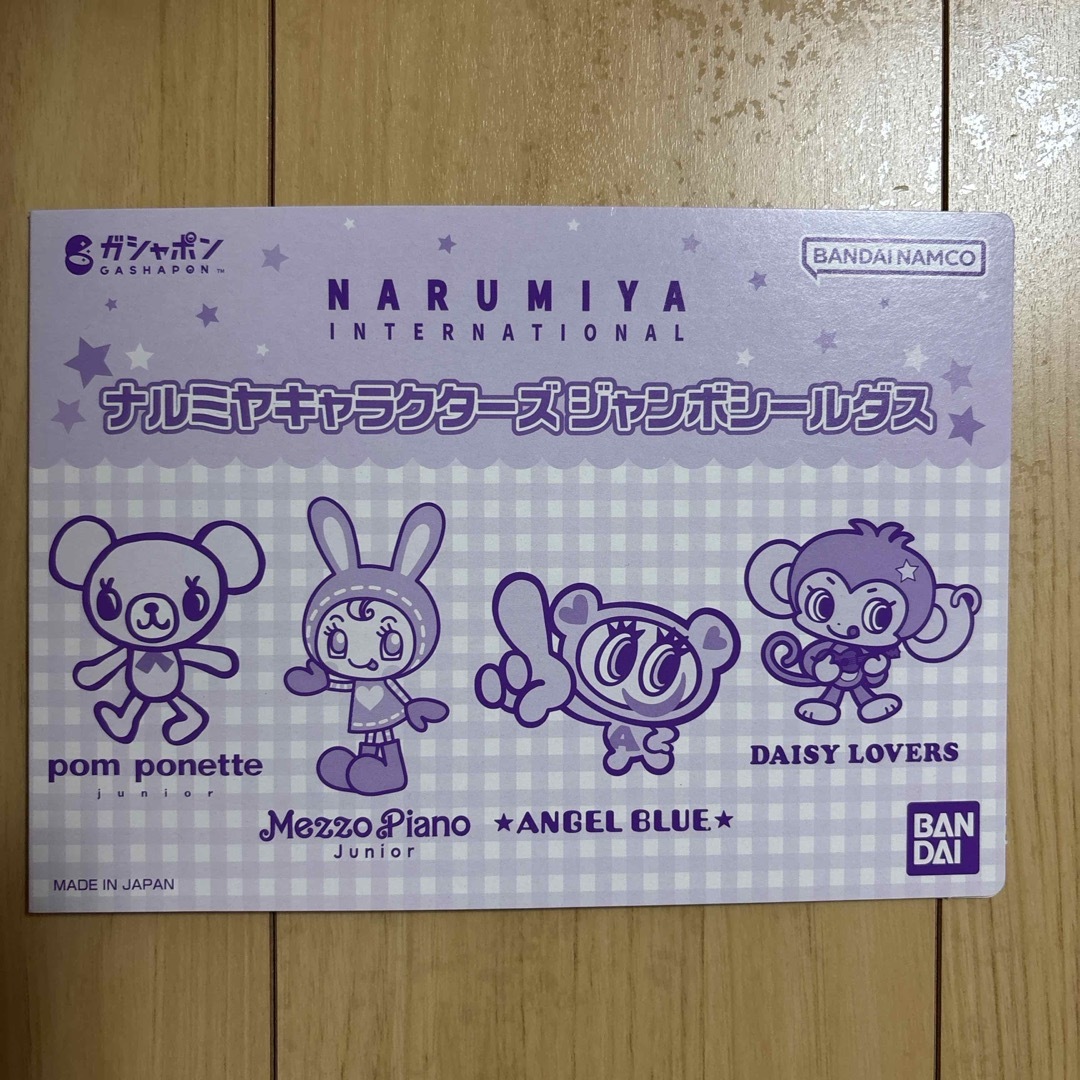 ガシャポン
GASHAPON™
BANDAI NAMCO
NARUMIYA
INTERNATIONAL
ナルミヤキャラクターズ ジャンボシールダス
pom ponette
junior
Mezzo Piano
Junior
A
★ANGEL BLUE★
DAISY LOVERS
BAN
DAI
MADE IN JAPAN